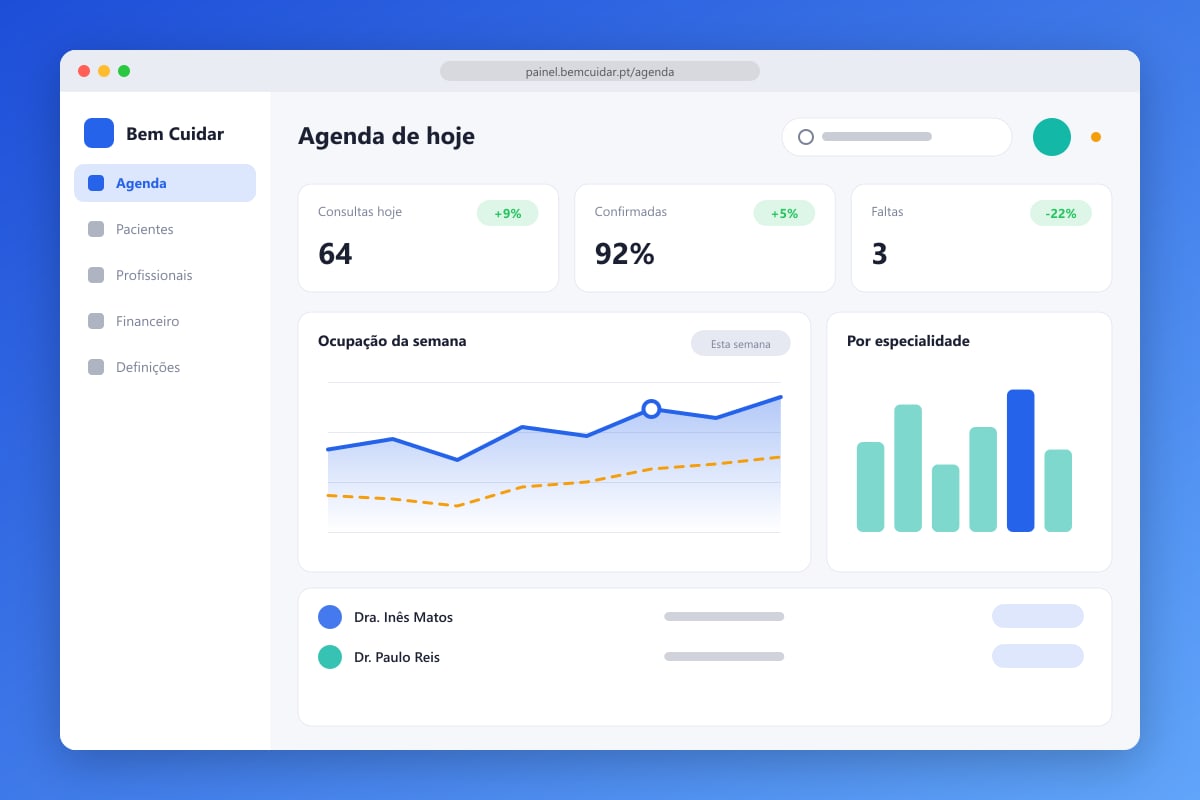 painel.bemcuidar.pt/agenda
Bem Cuidar
Agenda
Pacientes
Profissionais
Financeiro
Definições
Agenda de hoje
Consultas hoje
+9%
64
Confirmadas
+5%
92%
Faltas
-22%
3
Ocupação da semana
Esta semana
Por especialidade
Dra. Inês Matos
Dr. Paulo Reis